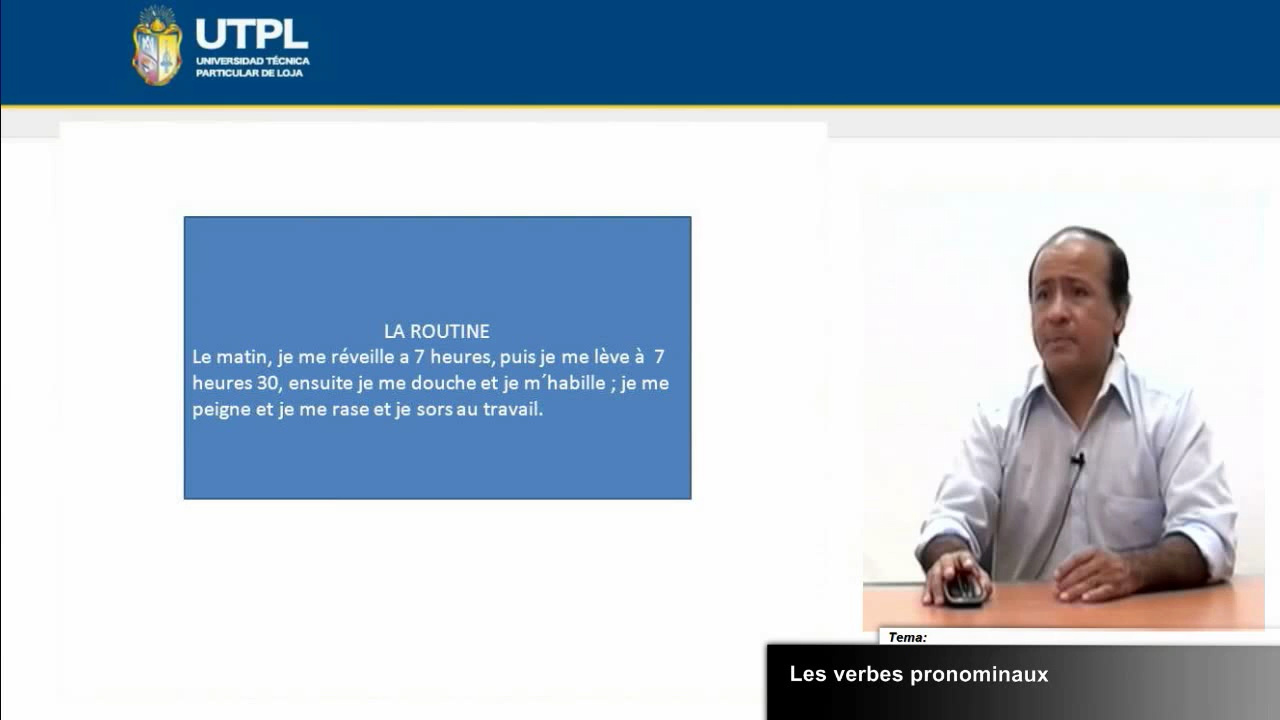 UTPL
UNIVERSIDAD TÉCNICA
PARTICULAR DE LOJA
LA ROUTINE
Le matin, je me réveille a 7 heures, puis je me lève à 7
heures 30, ensuite je me douche et je m´habille ; je me
peigne et je me rase et je sors au travail.
Tema:
Les verbes pronominaux